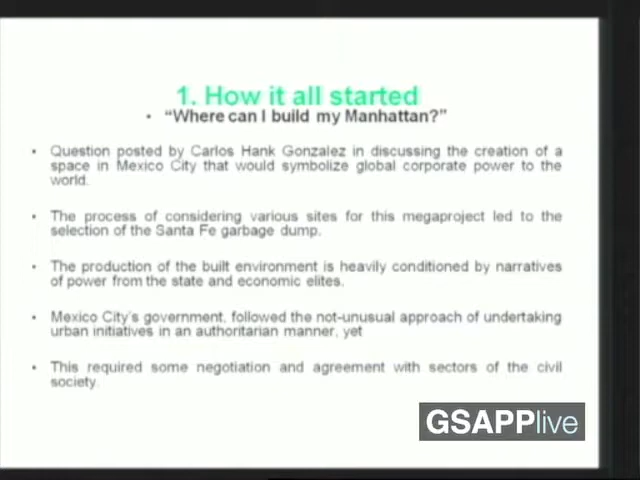 1. How it all started
• “Where can I build my Manhattan?”
• Question posted by Carlos Hank Gonzalez in discussing the creation of a
space in Mexico City that would symbolize global corporate power to the
world.
• The process of considering various sites for this megaproject led to the
selection of the Santa Fe garbage dump.
• The production of the built environment is heavily conditioned by narratives
of power from the state and economic elites.
• Mexico City's government, followed the not-unusual approach of undertaking
urban initiatives in an authoritarian manner, yet
• This required some negotiation and agreement with sectors of the civil
society.
GSAPPlive